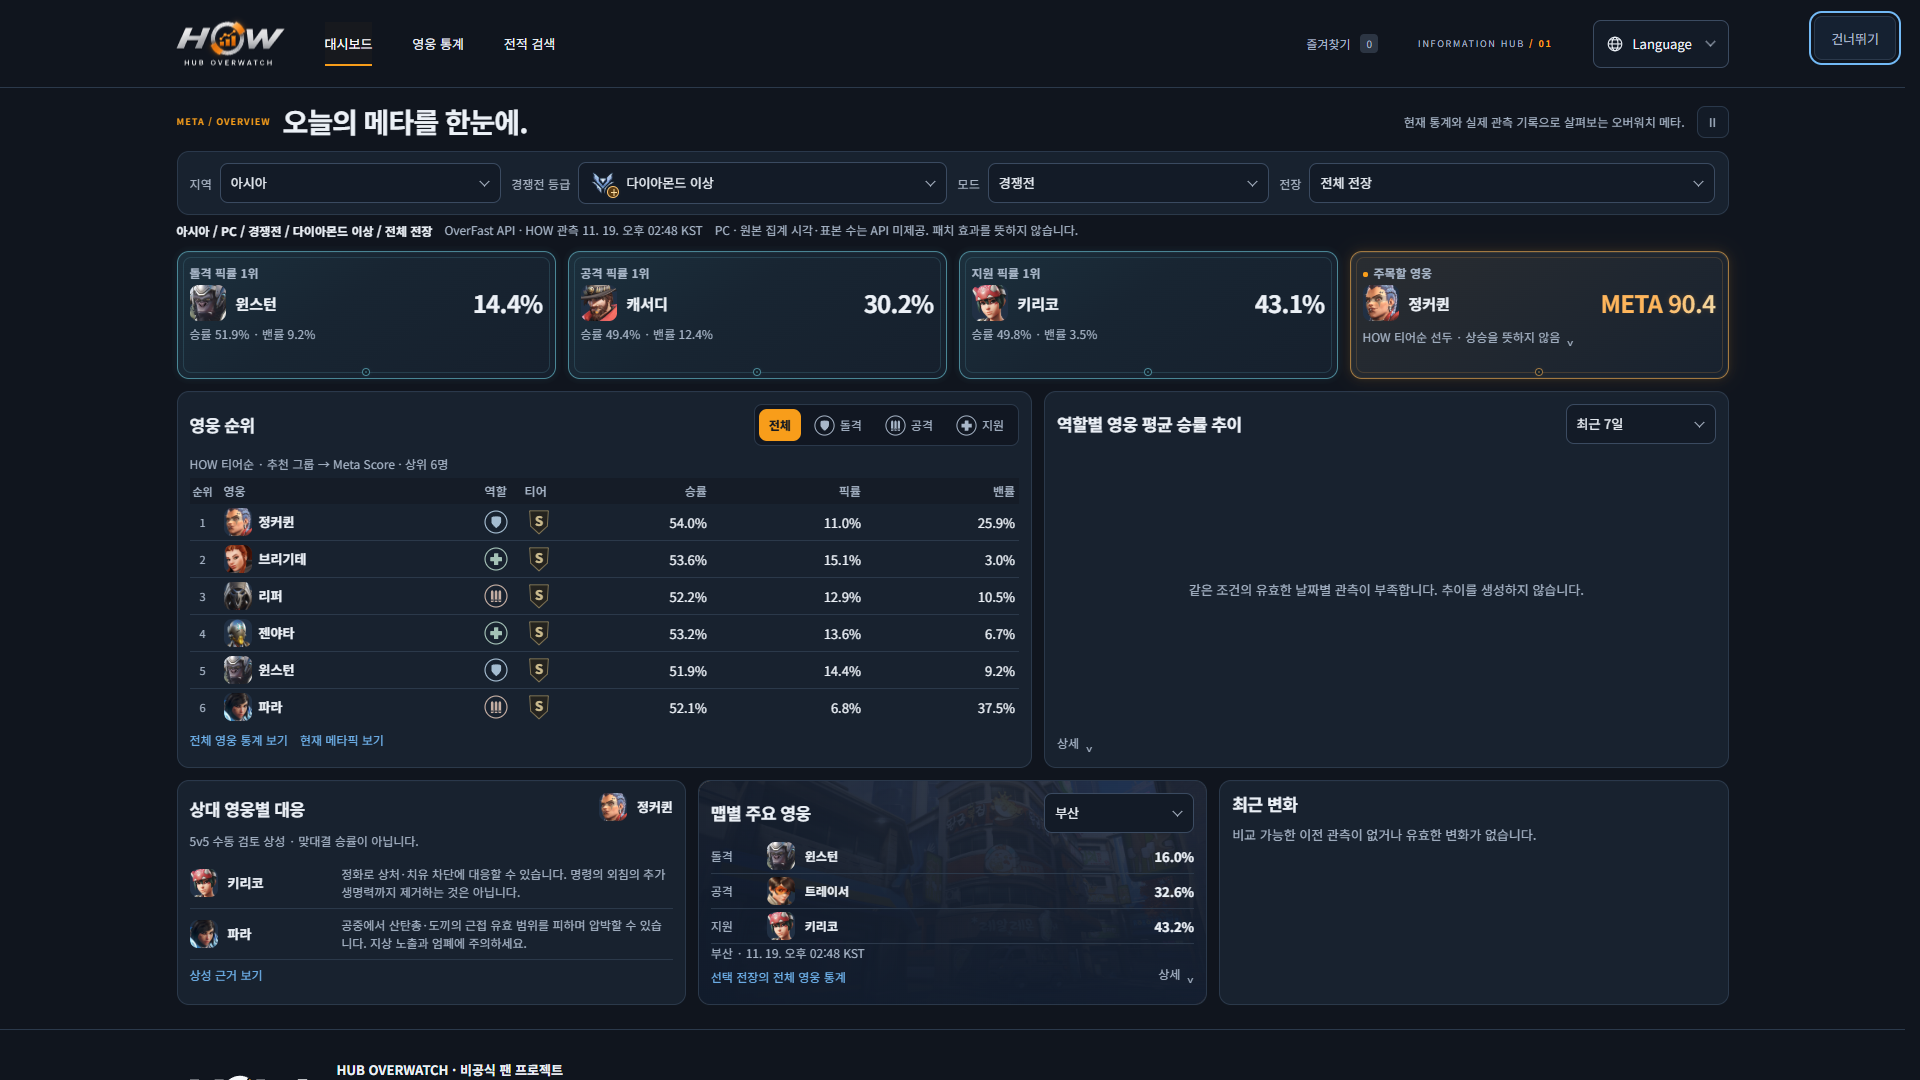 HOW
HUB OVERWATCH
대시보드
영웅 통계
전적 검색
즐겨찾기 0
INFORMATION HUB / 01
Language
건너뛰기
META / OVERVIEW
오늘의 메타를 한눈에.
현재 통계와 실제 관측 기록으로 살펴보는 오버워치 메타.
지역 아시아
경쟁전 등급 다이아몬드 이상
모드 경쟁전
전장 전체 전장
아시아 / PC / 경쟁전 / 다이아몬드 이상 / 전체 전장 OverFast API · HOW 관측 11. 19. 오후 02:48 KST PC · 원본 집계 시각·표본 수는 API 미제공. 패치 효과를 뜻하지 않습니다.
돌격 픽률 1위
윈스턴 14.4%
승률 51.9% · 밴률 9.2%
공격 픽률 1위
캐서디 30.2%
승률 49.4% · 밴률 12.4%
지원 픽률 1위
키리코 43.1%
승률 49.8% · 밴률 3.5%
주목할 영웅
정커퀸 META 90.4
HOW 티어순 선두 · 상승을 뜻하지 않음
영웅 순위
전체 돌격 공격 지원
HOW 티어순 · 추천 그룹 → Meta Score · 상위 6명
순위 영웅 역할 티어 승률 픽률 밴률
1 정커퀸 S 54.0% 11.0% 25.9%
2 브리기테 S 53.6% 15.1% 3.0%
3 리퍼 S 52.2% 12.9% 10.5%
4 젠야타 S 53.2% 13.6% 6.7%
5 윈스턴 S 51.9% 14.4% 9.2%
6 파라 S 52.1% 6.8% 37.5%
전체 영웅 통계 보기 현재 메타픽 보기
역할별 영웅 평균 승률 추이
최근 7일
같은 조건의 유효한 날짜별 관측이 부족합니다. 추이를 생성하지 않습니다.
상세
상대 영웅별 대응
정커퀸
5v5 수동 검토 상성 · 맞대결 승률이 아닙니다.
키리코
정화로 상처·치유 차단에 대응할 수 있습니다. 명령의 외침의 추가
생명력까지 제거하는 것은 아닙니다.
파라
공중에서 산탄총·도끼의 근접 유효 범위를 피하며 압박할 수 있습
니다. 지상 노출과 엄폐에 주의하세요.
상성 근거 보기
맵별 주요 영웅
부산
돌격 윈스턴 16.0%
공격 트레이서 32.6%
지원 키리코 43.2%
부산 · 11. 19. 오후 02:48 KST
선택 전장의 전체 영웅 통계
상세
최근 변화
비교 가능한 이전 관측이 없거나 유효한 변화가 없습니다.
HUB OVERWATCH · 비공식 팬 프로젝트